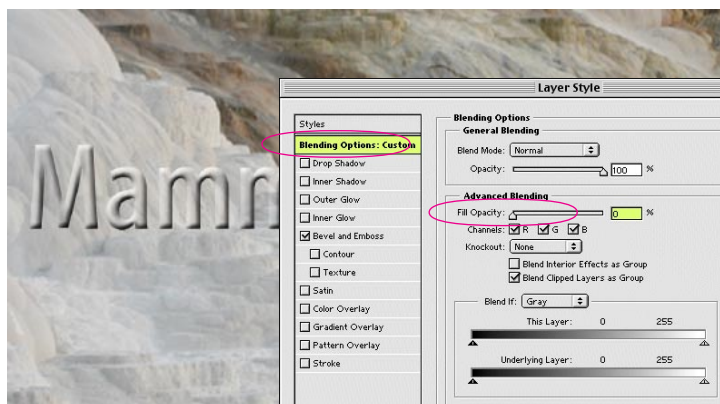 Layer Style
Mamm
Styles
Blending Options: Custom
Drop Shadow
Inner Shadow
Outer Glow
Inner Glow
Bevel and Emboss
Contour
Texture
Satin
Color Overlay
Gradient Overlay
Pattern Overlay
Stroke
Blending Options
General Blending
Blend Mode: Normal
Opacity: 100 %
Advanced Blending
Fill Opacity: 0 %
Channels: R G B
Knockout: None
Blend Interior Effects as Group
Blend Clipped Layers as Group
Blend If: Gray
This Layer: 0 255
Underlying Layer: 0 255